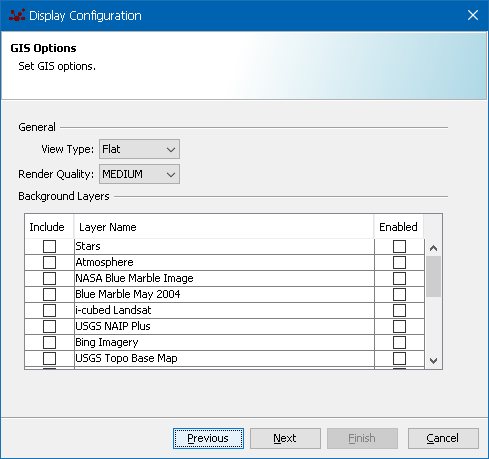 Display Configuration
GIS Options
Set GIS options.
General
View Type: Flat
Render Quality: MEDIUM
Background Layers
Include Layer Name Enabled
Stars
Atmosphere
NASA Blue Marble Image
Blue Marble May 2004
i-cubed Landsat
USGS NAIP Plus
Bing Imagery
USGS Topo Base Map
Previous Next Finish Cancel